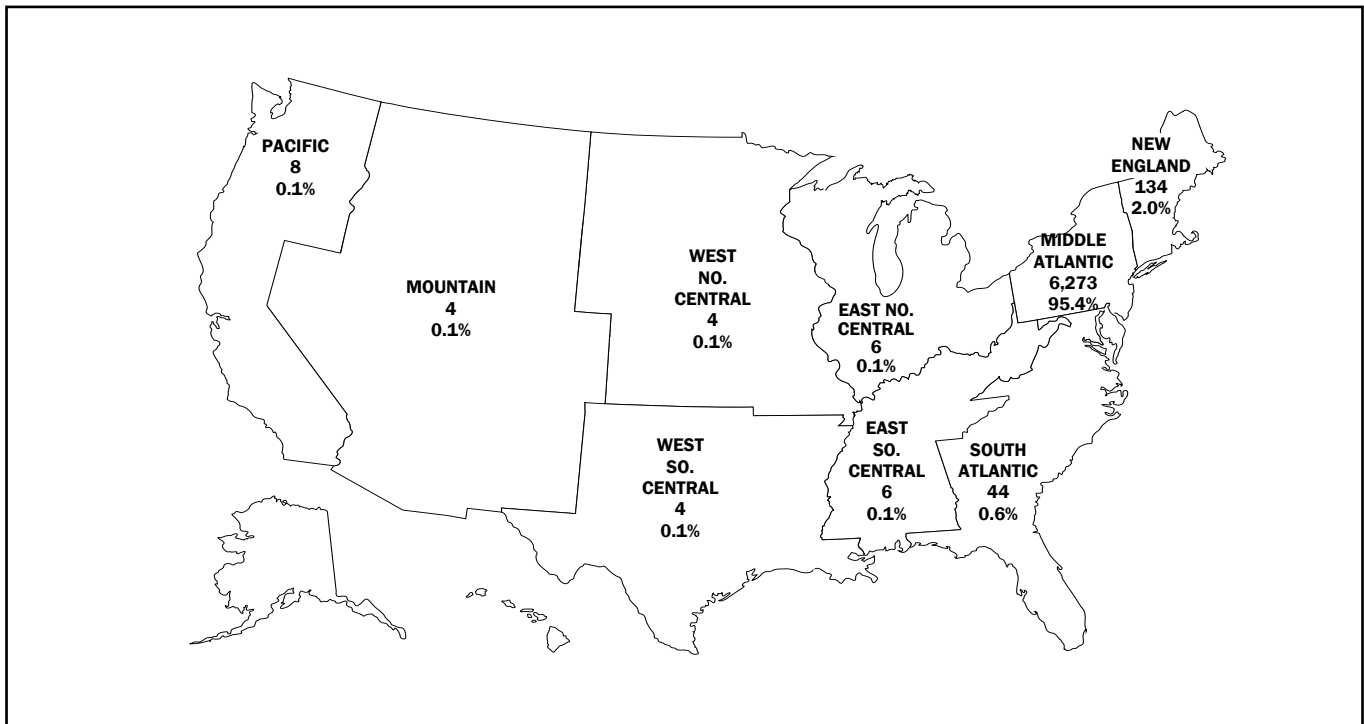 PACIFIC
8
0.1%
MOUNTAIN
4
0.1%
WEST
NO.
CENTRAL
4
0.1%
EAST NO.
CENTRAL
6
0.1%
NEW
ENGLAND
134
2.0%
MIDDLE
ATLANTIC
6,273
95.4%
WEST
SO.
CENTRAL
4
0.1%
EAST
SO.
CENTRAL
6
0.1%
SOUTH
ATLANTIC
44
0.6%